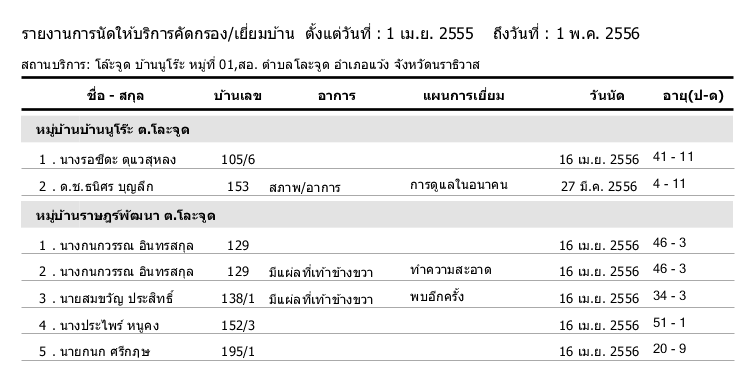 รายงานการนัดให้บริการคัดกรอง/เยี่ยมบ้าน ตั้งแต่วันที่ : 1 เม.ย. 2555 ถึงวันที่ : 1 พ.ค. 2556
สถานบริการ: โล๊ะจูด บ้านนูโร๊ะ หมู่ที่ 01,สอ. ตำบลโละจูด อำเภอแว้ง จังหวัดนราธิวาส
ชื่อ - สกุล บ้านเลข อาการ แผนการเยี่ยม วันนัด อายุ(ป-ด)
หมู่บ้านบ้านนูโร๊ะ ต.โละจูด
1 . นางรอซีดะ ดุแวสุหลง 105/6 16 เม.ย. 2556 41 - 11
2 . ด.ช.ธนิศร บุญลึก 153 สภาพ/อาการ การดูแลในอนาคน 27 มี.ค. 2556 4 - 11
หมู่บ้านราษฎร์พัฒนา ต.โละจูด
1 . นางกนกวรรณ อินทรสกุล 129 16 เม.ย. 2556 46 - 3
2 . นางกนกวรรณ อินทรสกุล 129 มีแผ่ลที่เท้าข้างขวา ทำความสะอาด 16 เม.ย. 2556 46 - 3
3 . นายสมขวัญ ประสิทธิ์ 138/1 มีแผ่ลที่เท้าข้างขวา พบอีกครั้ง 16 เม.ย. 2556 34 - 3
4 . นางประไพร์ หนูคง 152/3 16 เม.ย. 2556 51 - 1
5 . นายกนก ศรีกฤษ 195/1 16 เม.ย. 2556 20 - 9